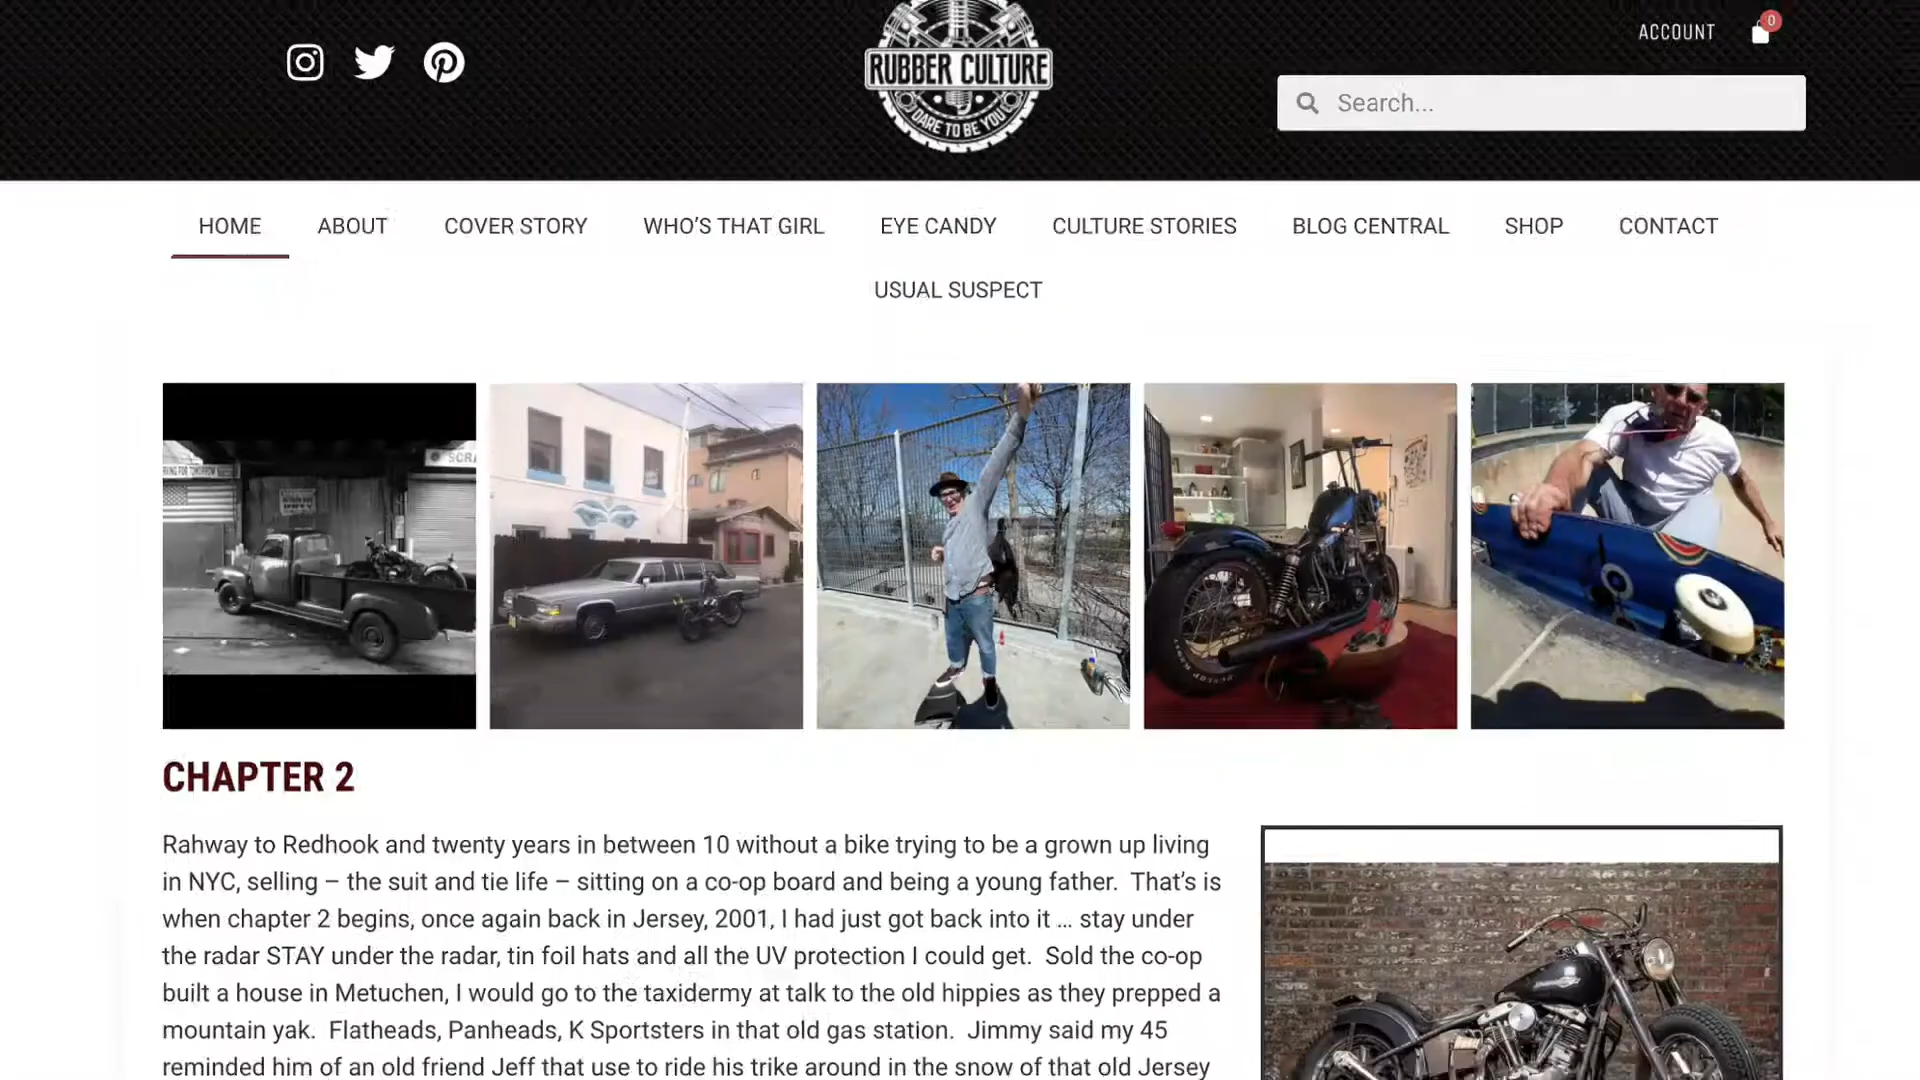 RUBBER CULTURE
DARE TO BE YOU
ACCOUNT
0
Search...
HOME
ABOUT
COVER STORY
WHO’S THAT GIRL
EYE CANDY
CULTURE STORIES
BLOG CENTRAL
SHOP
CONTACT
USUAL SUSPECT
CHAPTER 2
Rahway to Redhook and twenty years in between 10 without a bike trying to be a grown up living
in NYC, selling – the suit and tie life – sitting on a co-op board and being a young father.  That’s is
when chapter 2 begins, once again back in Jersey, 2001, I had just got back into it … stay under
the radar STAY under the radar, tin foil hats and all the UV protection I could get.  Sold the co-op
built a house in Metuchen, I would go to the taxidermy at talk to the old hippies as they prepped a
mountain yak.  Flatheads, Panheads, K Sportsters in that old gas station.  Jimmy said my 45
reminded him of an old friend Jeff that use to ride his trike around in the snow of that old Jersey